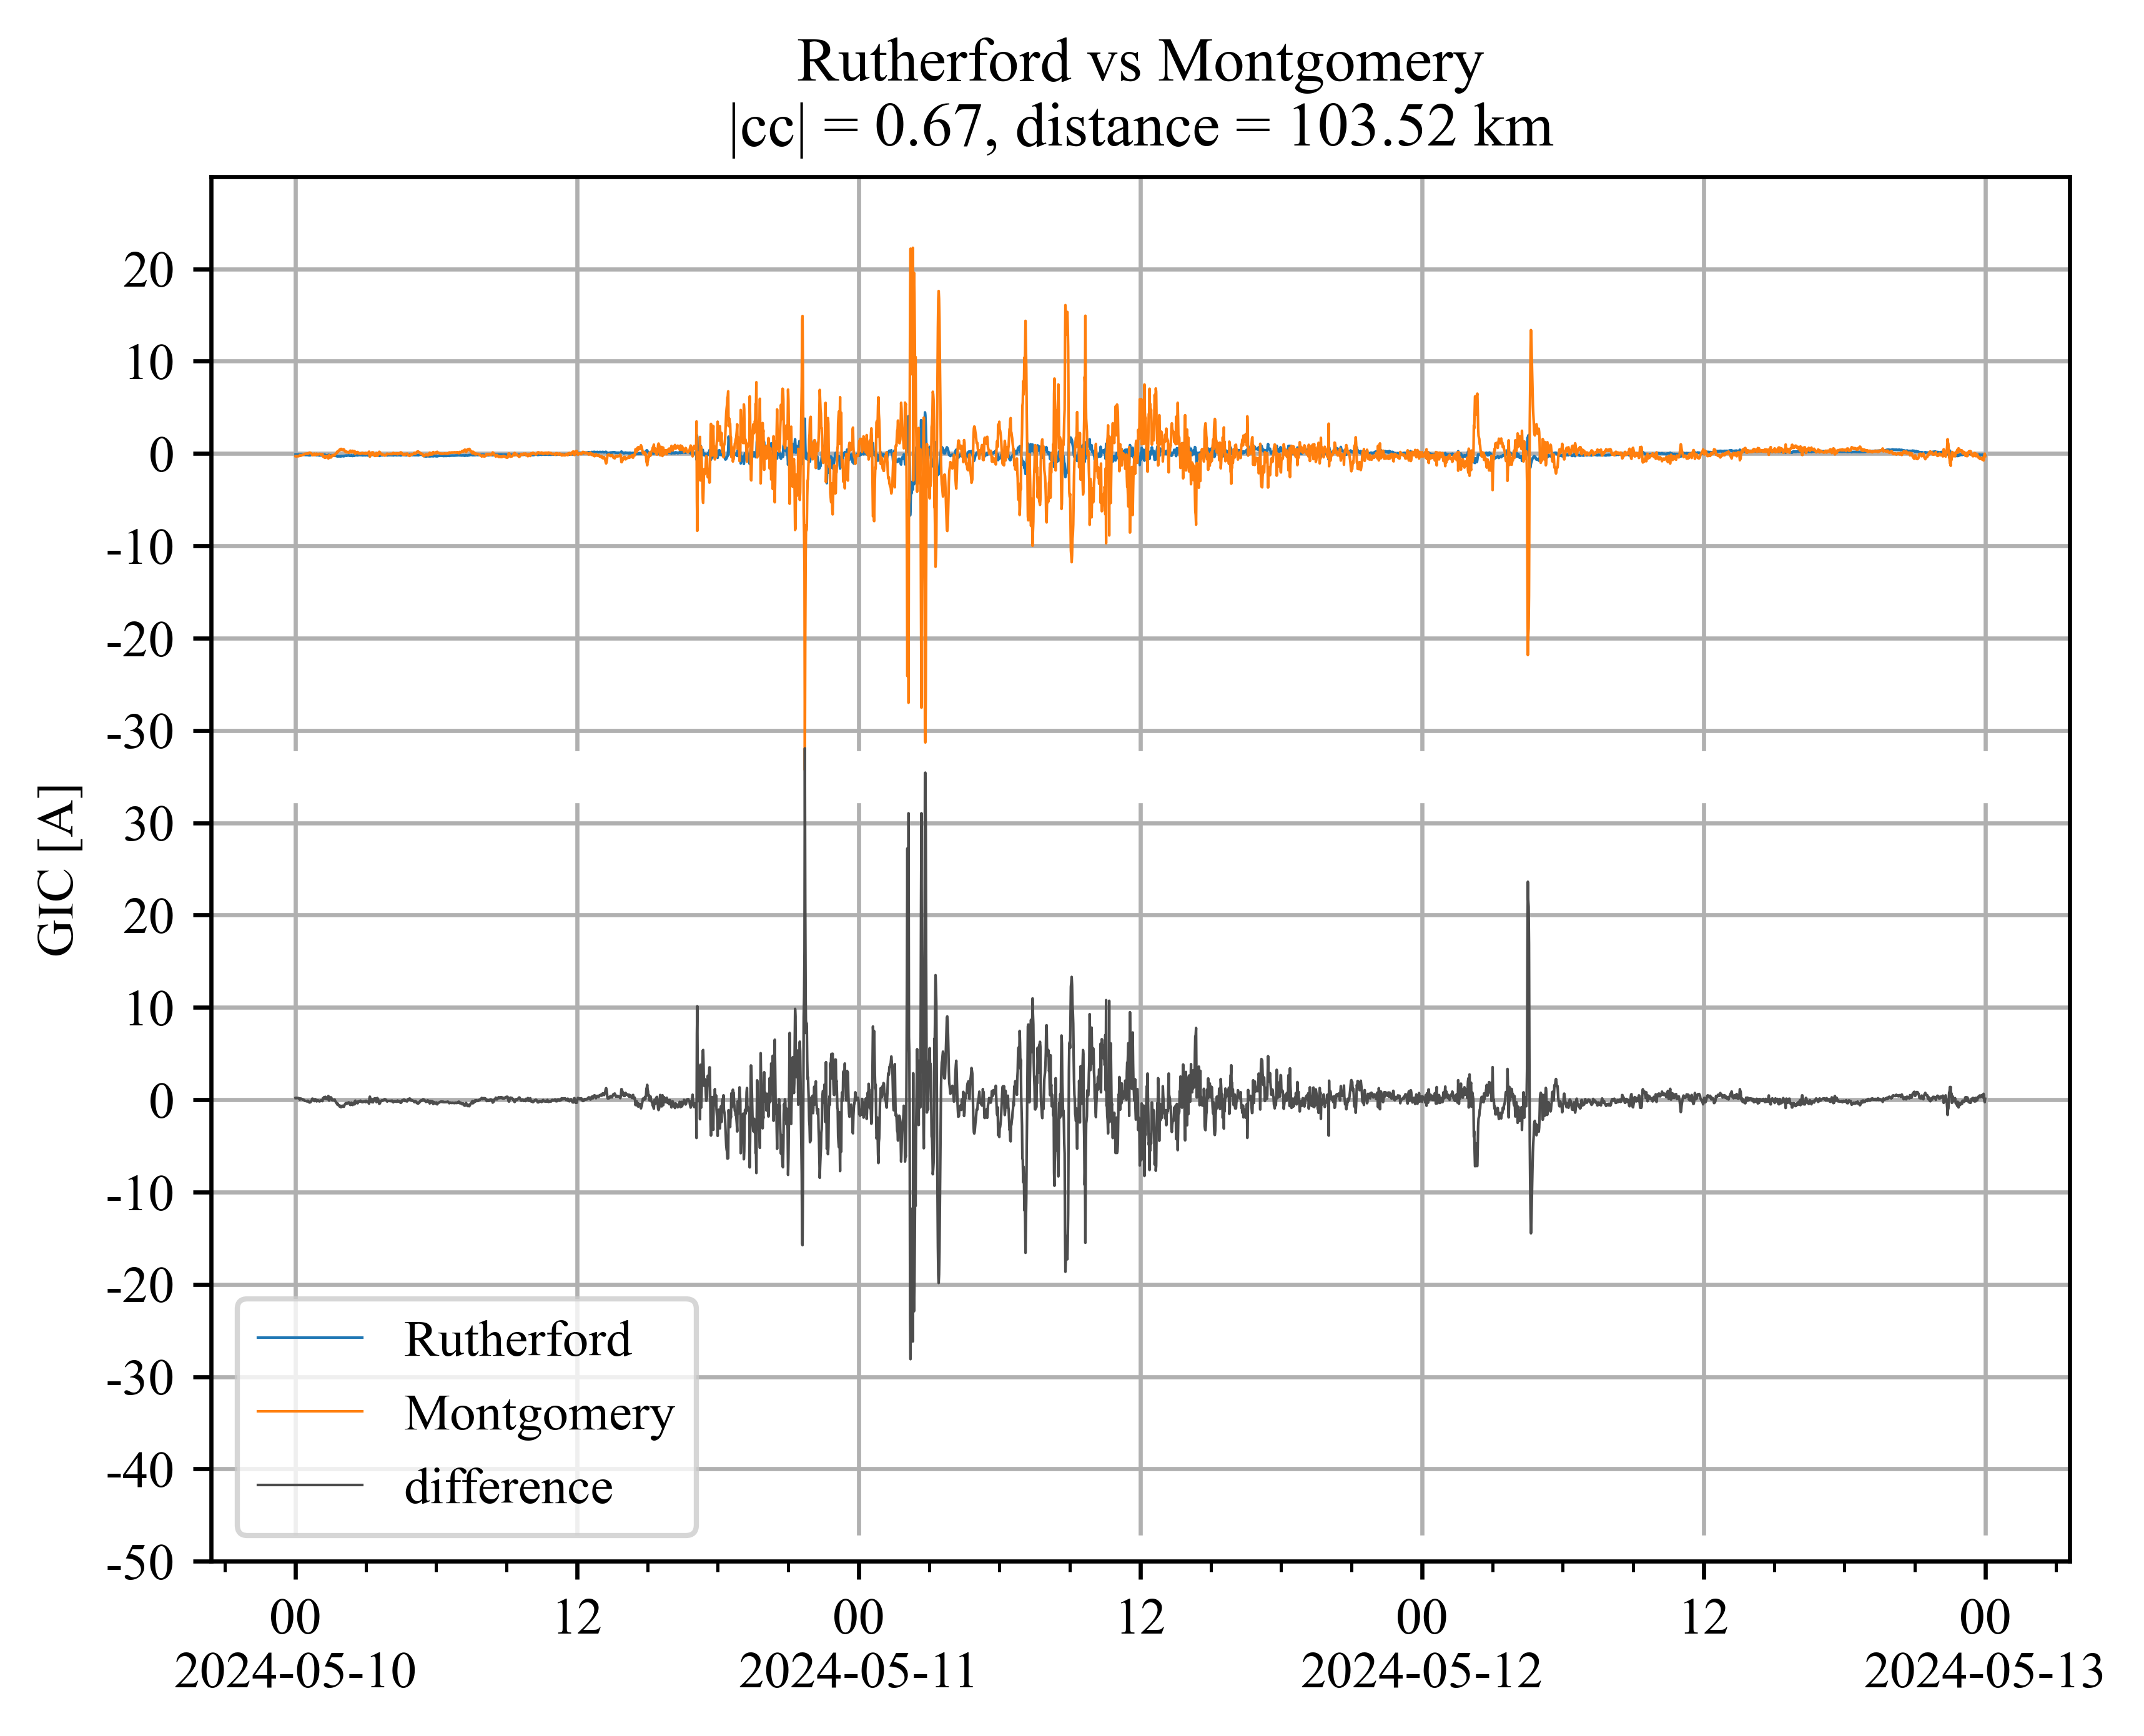 Rutherford vs Montgomery
|cc| = 0.67, distance = 103.52 km
20
10
0
-10
-20
-30
GIC [A]
30
20
10
0
-10
-20
-30
-40
-50
Rutherford
Montgomery
difference
00 12 00 12 00 12 00
2024-05-10 2024-05-11 2024-05-12 2024-05-13